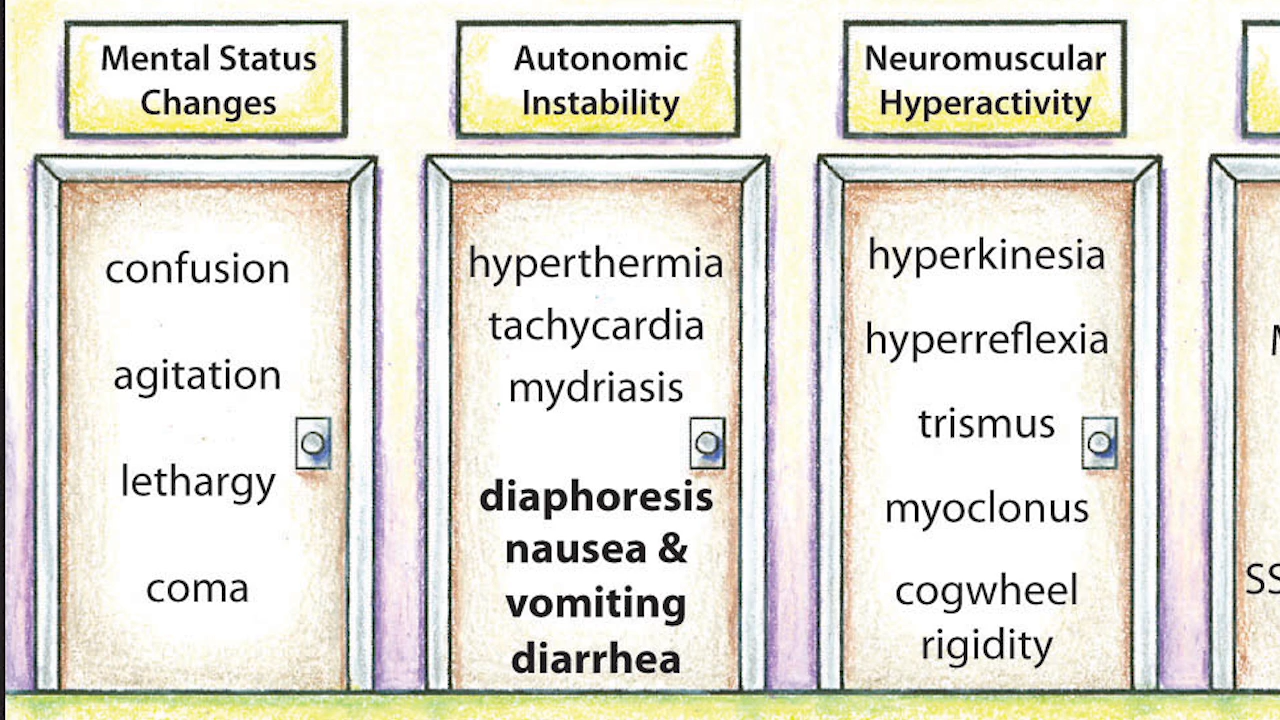 Mental Status
Changes
confusion
agitation
lethargy
coma
Autonomic
Instability
hyperthermia
tachycardia
mydriasis
diaphoresis
nausea &
vomiting
diarrhea
Neuromuscular
Hyperactivity
hyperkinesia
hyperreflexia
trismus
myoclonus
cogwheel
rigidity